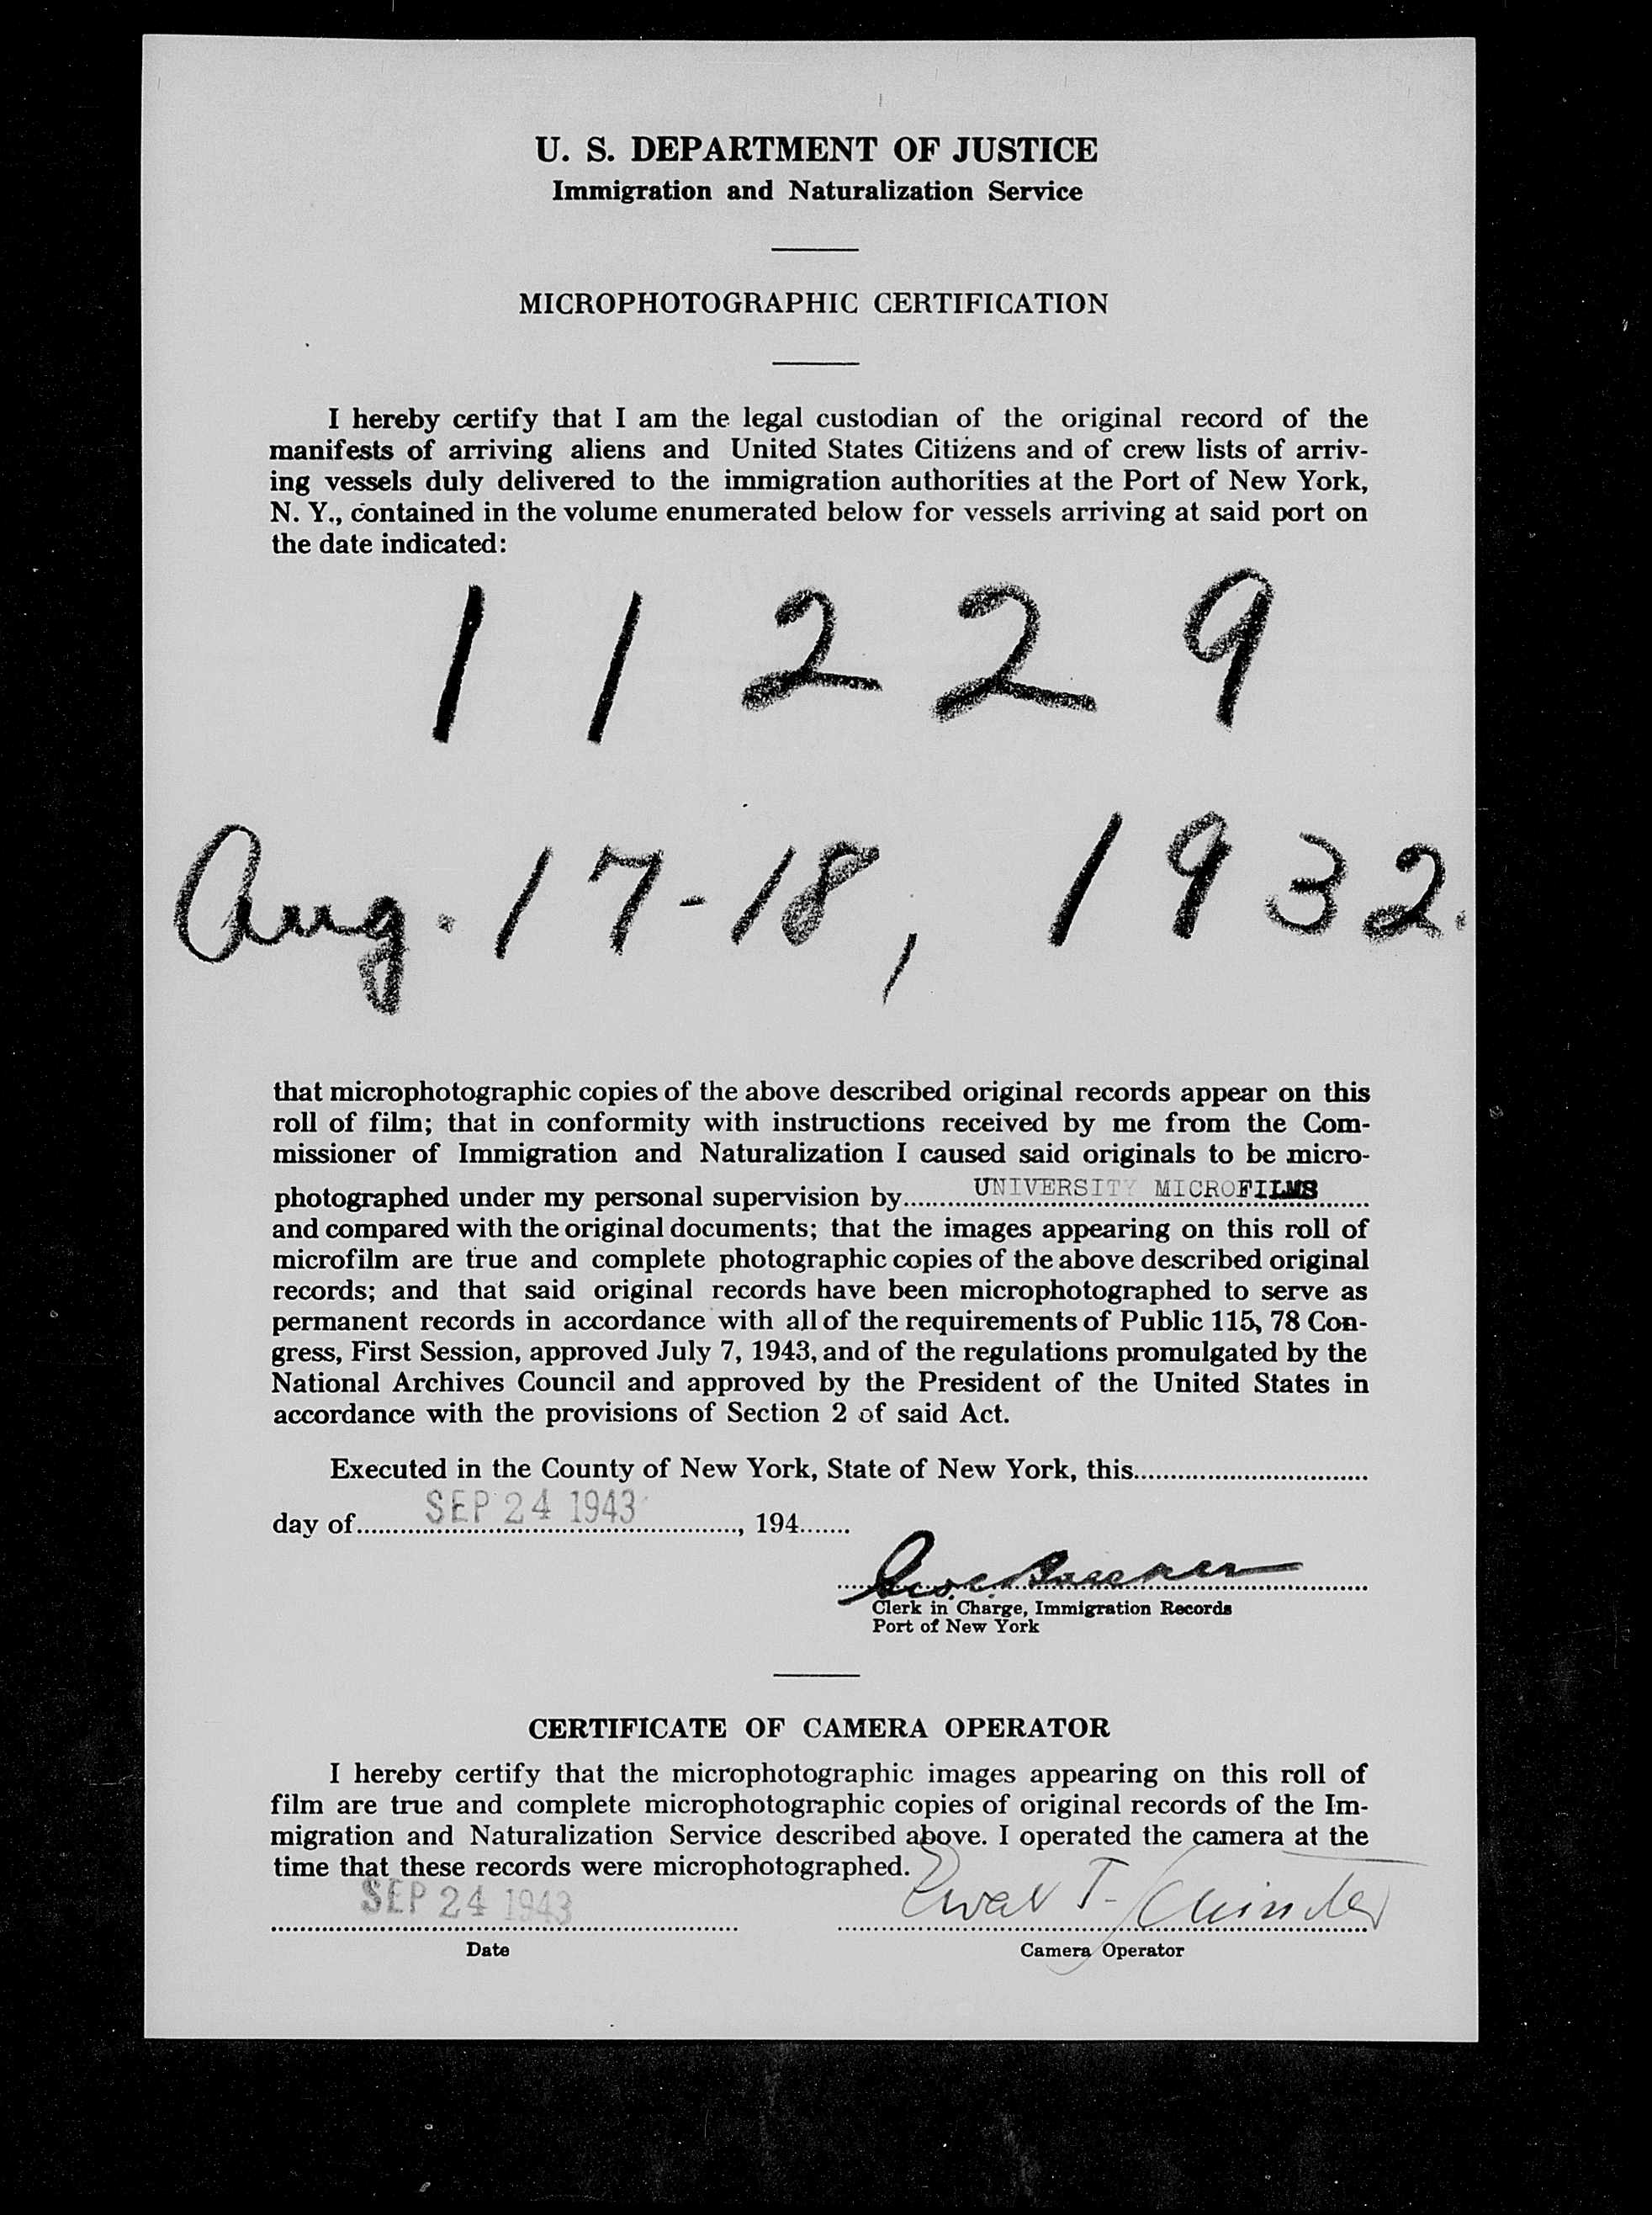 U. S. DEPARTMENT OF JUSTICE
Immigration and Naturalization Service
MICROPHOTOGRAPHIC CERTIFICATION
I hereby certify that I am the legal custodian of the original record of the
manifests of arriving aliens and United States Citizens and of crew lists of arriv-
ing vessels duly delivered to the immigration authorities at the Port of New York,
N. Y., contained in the volume enumerated below for vessels arriving at said port on
the date indicated:
11229
Aug. 17-18, 1932.
that microphotographic copies of the above described original records appear on this
roll of film; that in conformity with instructions received by me from the Com-
missioner of Immigration and Naturalization I caused said originals to be micro-
photographed under my personal supervision by UNIVERSITY MICROFILMS
and compared with the original documents; that the images appearing on this roll of
microfilm are true and complete photographic copies of the above described original
records; and that said original records have been microphotographed to serve as
permanent records in accordance with all of the requirements of Public 115, 78 Con-
gress, First Session, approved July 7, 1943, and of the regulations promulgated by the
National Archives Council and approved by the President of the United States in
accordance with the provisions of Section 2 of said Act.
Executed in the County of New York, State of New York, this
day of SEP 24 1943, 194
Clerk in Charge, Immigration Records
Port of New York
CERTIFICATE OF CAMERA OPERATOR
I hereby certify that the microphotographic images appearing on this roll of
film are true and complete microphotographic copies of original records of the Im-
migration and Naturalization Service described above. I operated the camera at the
time that these records were microphotographed.
SEP 24 1943
Date
Camera Operator